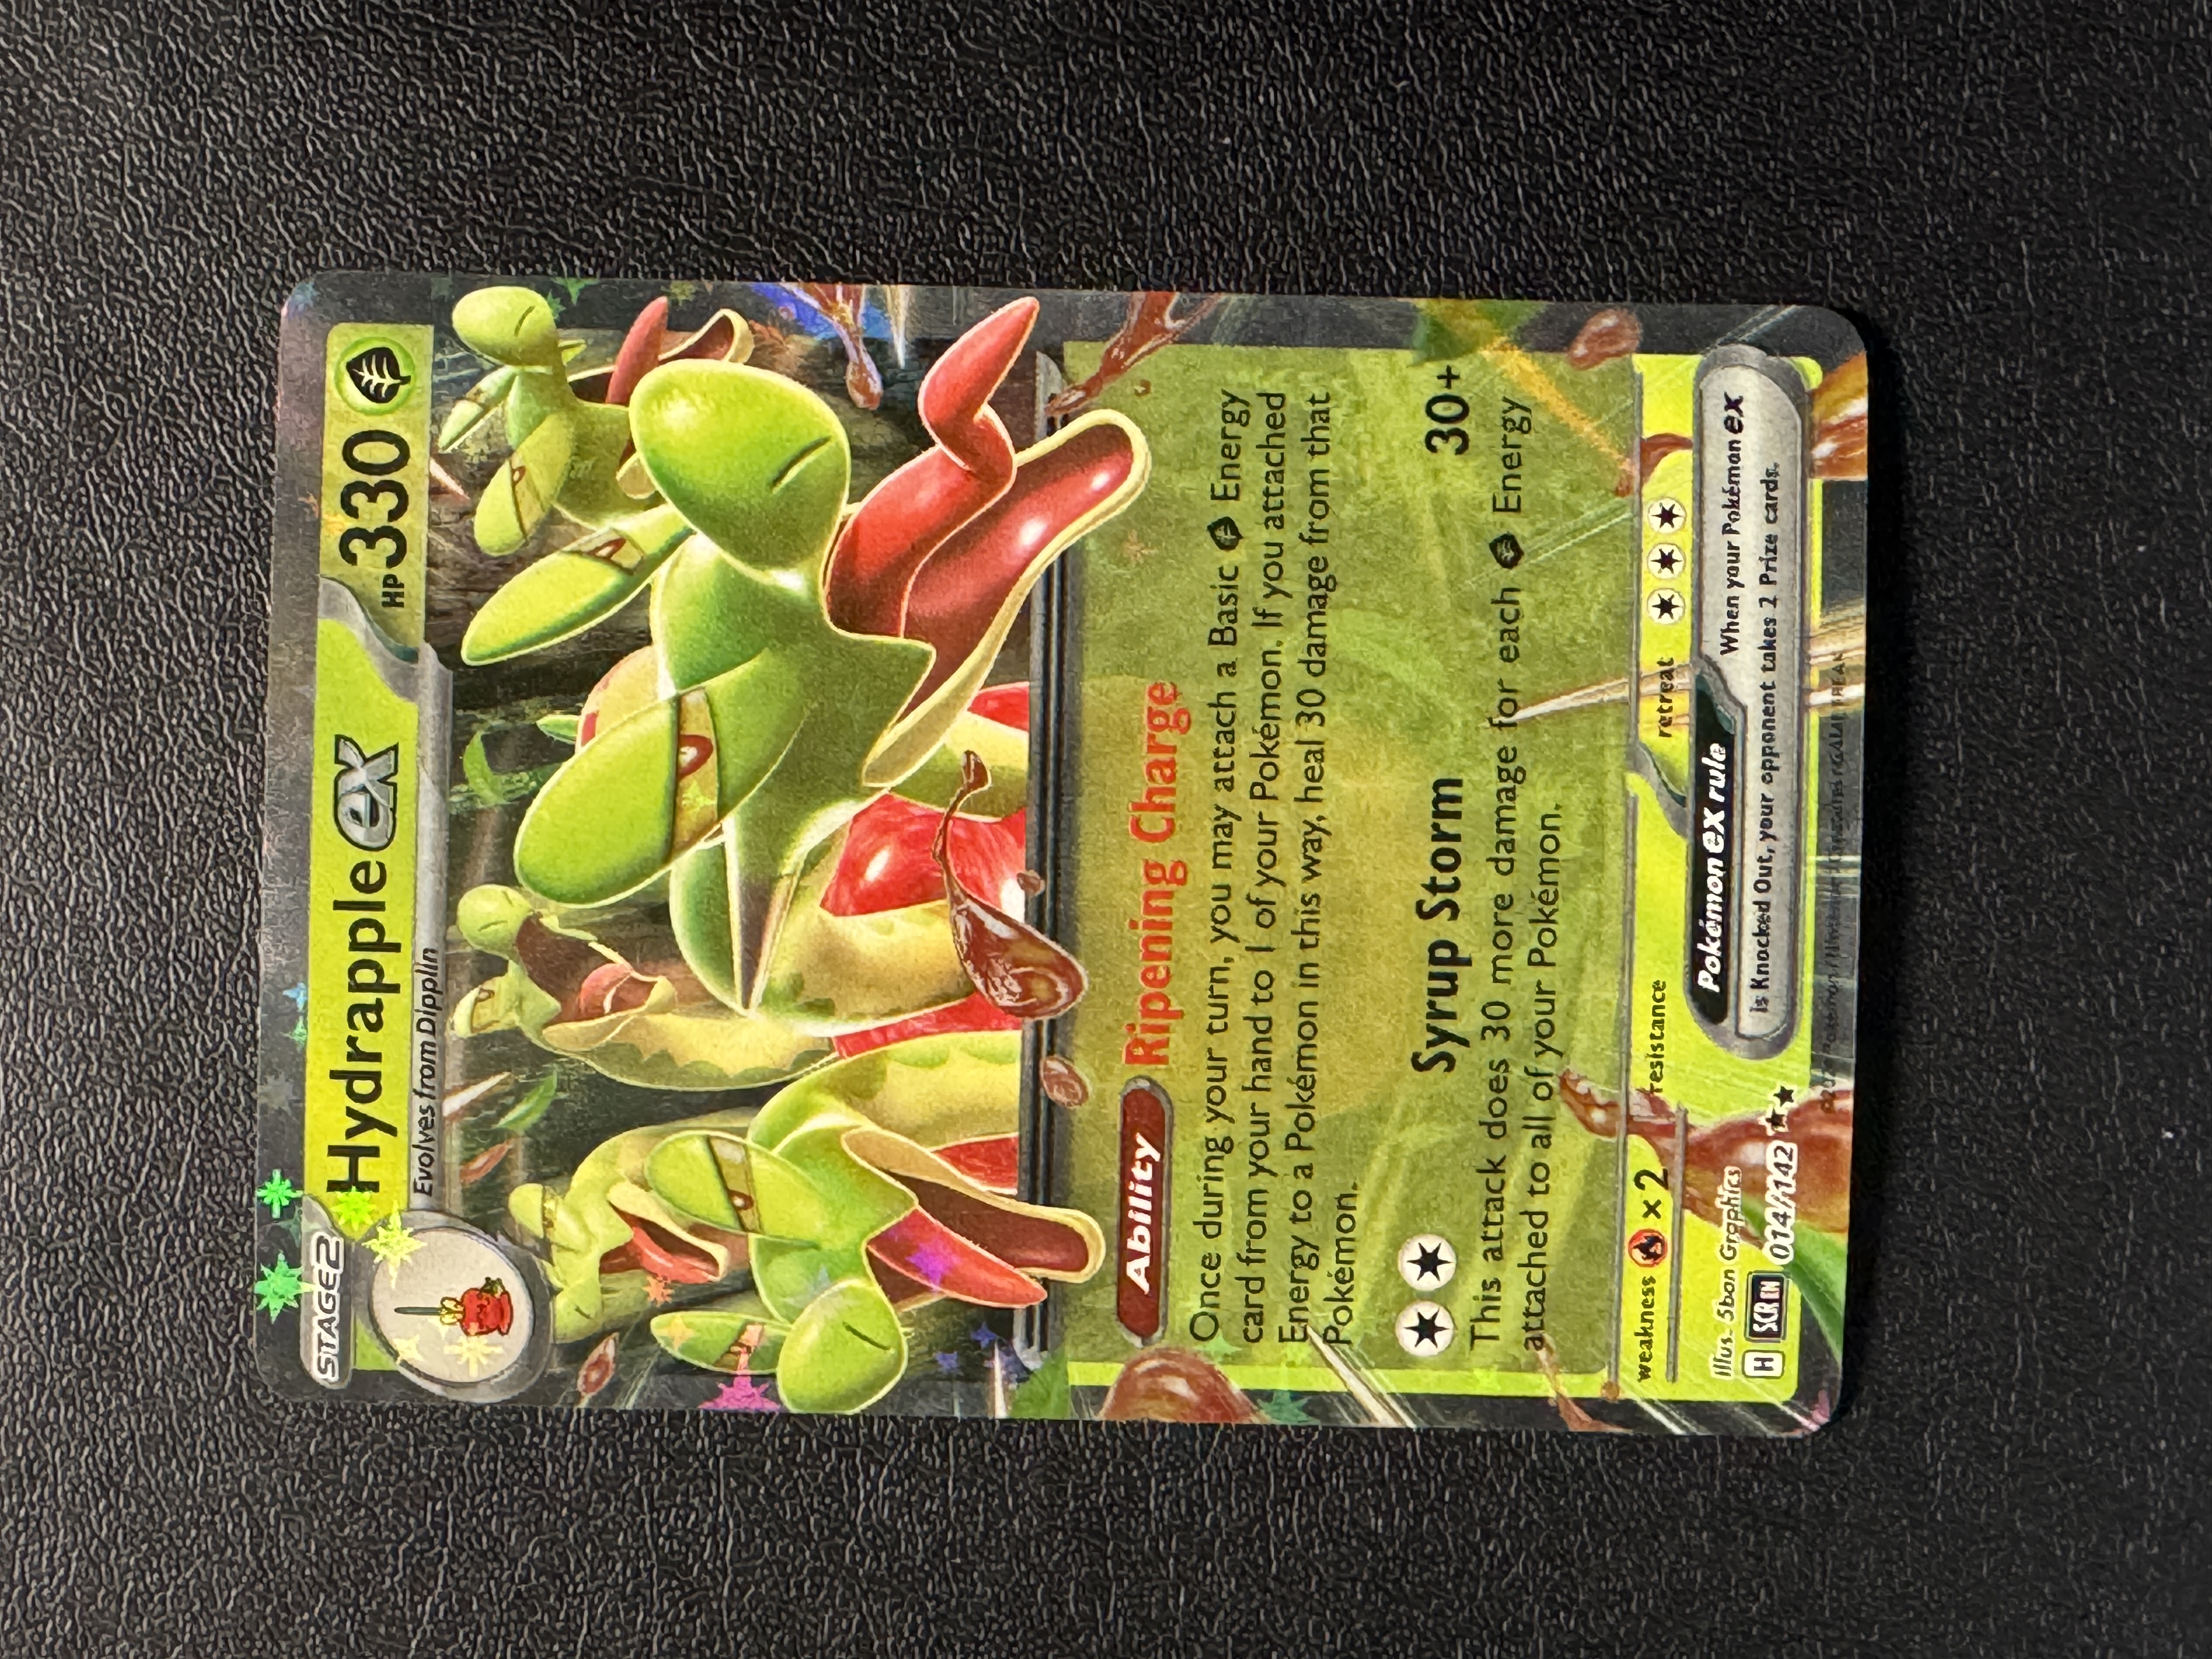 STAGE 2
Hydrapple ex
HP 330
Evolves from Dipplin
Ability Ripening Charge
Once during your turn, you may attach a Basic Energy
card from your hand to 1 of your Pokémon. If you attached
Energy to a Pokémon in this way, heal 30 damage from that
Pokémon.
Syrup Storm 30+
This attack does 30 more damage for each Energy
attached to all of your Pokémon.
weakness ×2 resistance retreat
Illus. 5ban Graphics
H SCR EN 014/142
Pokémon ex rule When your Pokémon ex
is Knocked Out, your opponent takes 2 Prize cards.